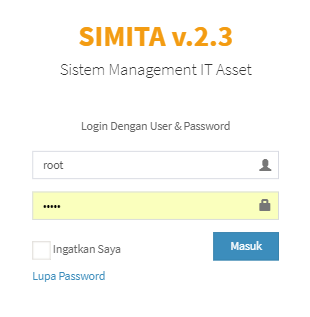 SIMITA v.2.3
Sistem Management IT Asset
Login Dengan User & Password
root
•••••
Ingatkan Saya
Masuk
Lupa Password